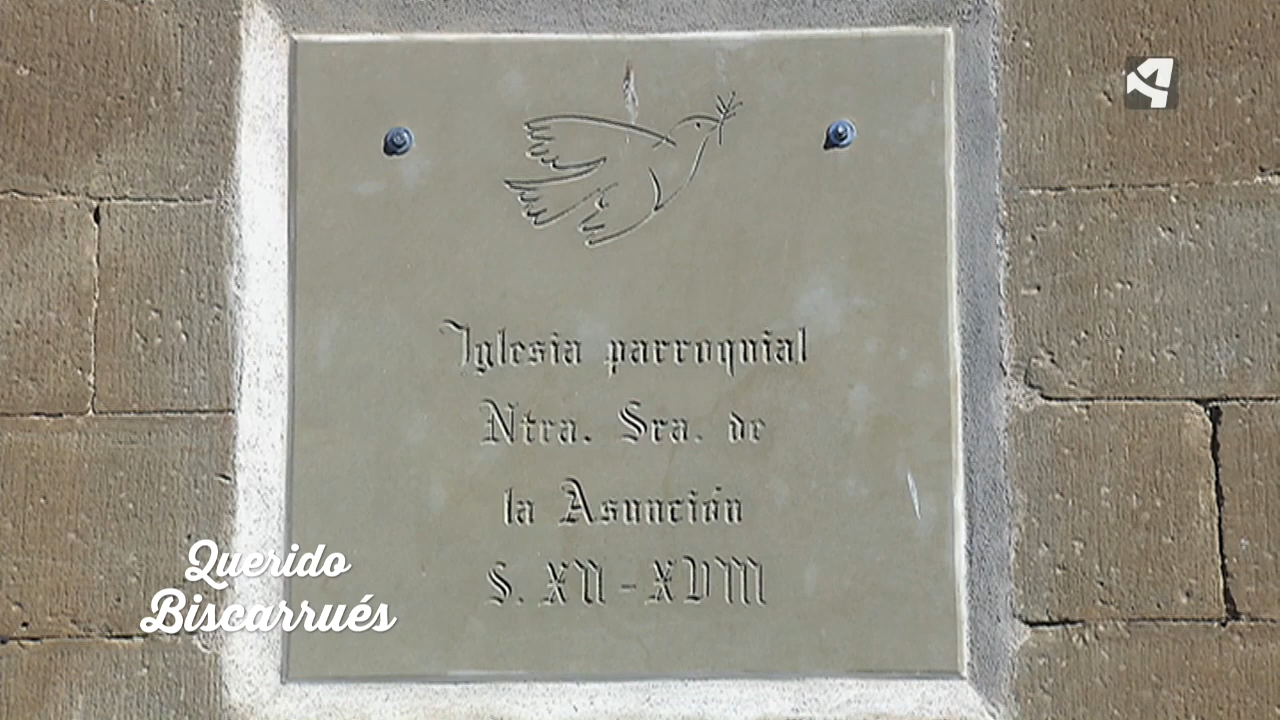 Iglesia parroquial
Ntra. Sra. de
la Asunción
S. XII - XVIII
Querido
Biscarrués